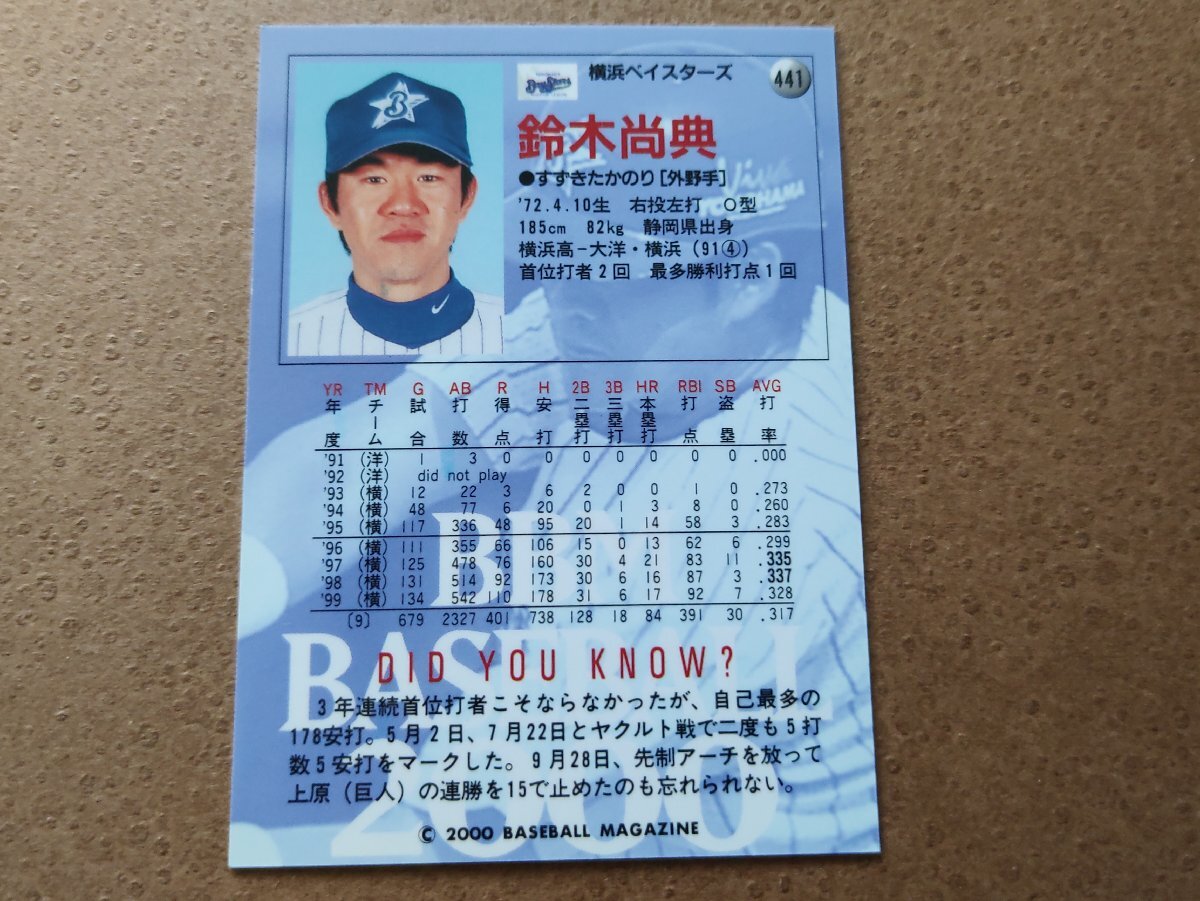 横浜ベイスターズ
441
鈴木尚典
●すずきたかのり[外野手]
'72.4.10生 右投左打 O型
185cm 82kg 静岡県出身
横浜高-大洋・横浜(91④)
首位打者2回 最多勝利打点1回
YR TM G AB R H 2B 3B HR RBI SB AVG
年度 チーム 試合 打数 得点 安打 二塁打 三塁打 本塁打 打点 盗塁 打率
'91 (洋) 1 3 0 0 0 0 0 0 0 .000
'92 (洋) did not play
'93 (横) 12 22 3 6 2 0 0 1 0 .273
'94 (横) 48 77 6 20 0 1 3 8 0 .260
'95 (横) 117 336 48 95 20 1 14 58 3 .283
'96 (横) 111 355 66 106 15 0 13 62 6 .299
'97 (横) 125 478 76 160 30 4 21 83 11 .335
'98 (横) 131 514 92 173 30 6 16 87 3 .337
'99 (横) 134 542 110 178 31 6 17 92 7 .328
[9] 679 2327 401 738 128 18 84 391 30 .317
BBM
BASEBALL
2000
DID YOU KNOW?
3年連続首位打者こそならなかったが、自己最多の
178安打。5月2日、7月22日とヤクルト戦で二度も5打
数5安打をマークした。9月28日、先制アーチを放って
上原(巨人)の連勝を15で止めたのも忘れられない。
© 2000 BASEBALL MAGAZINE